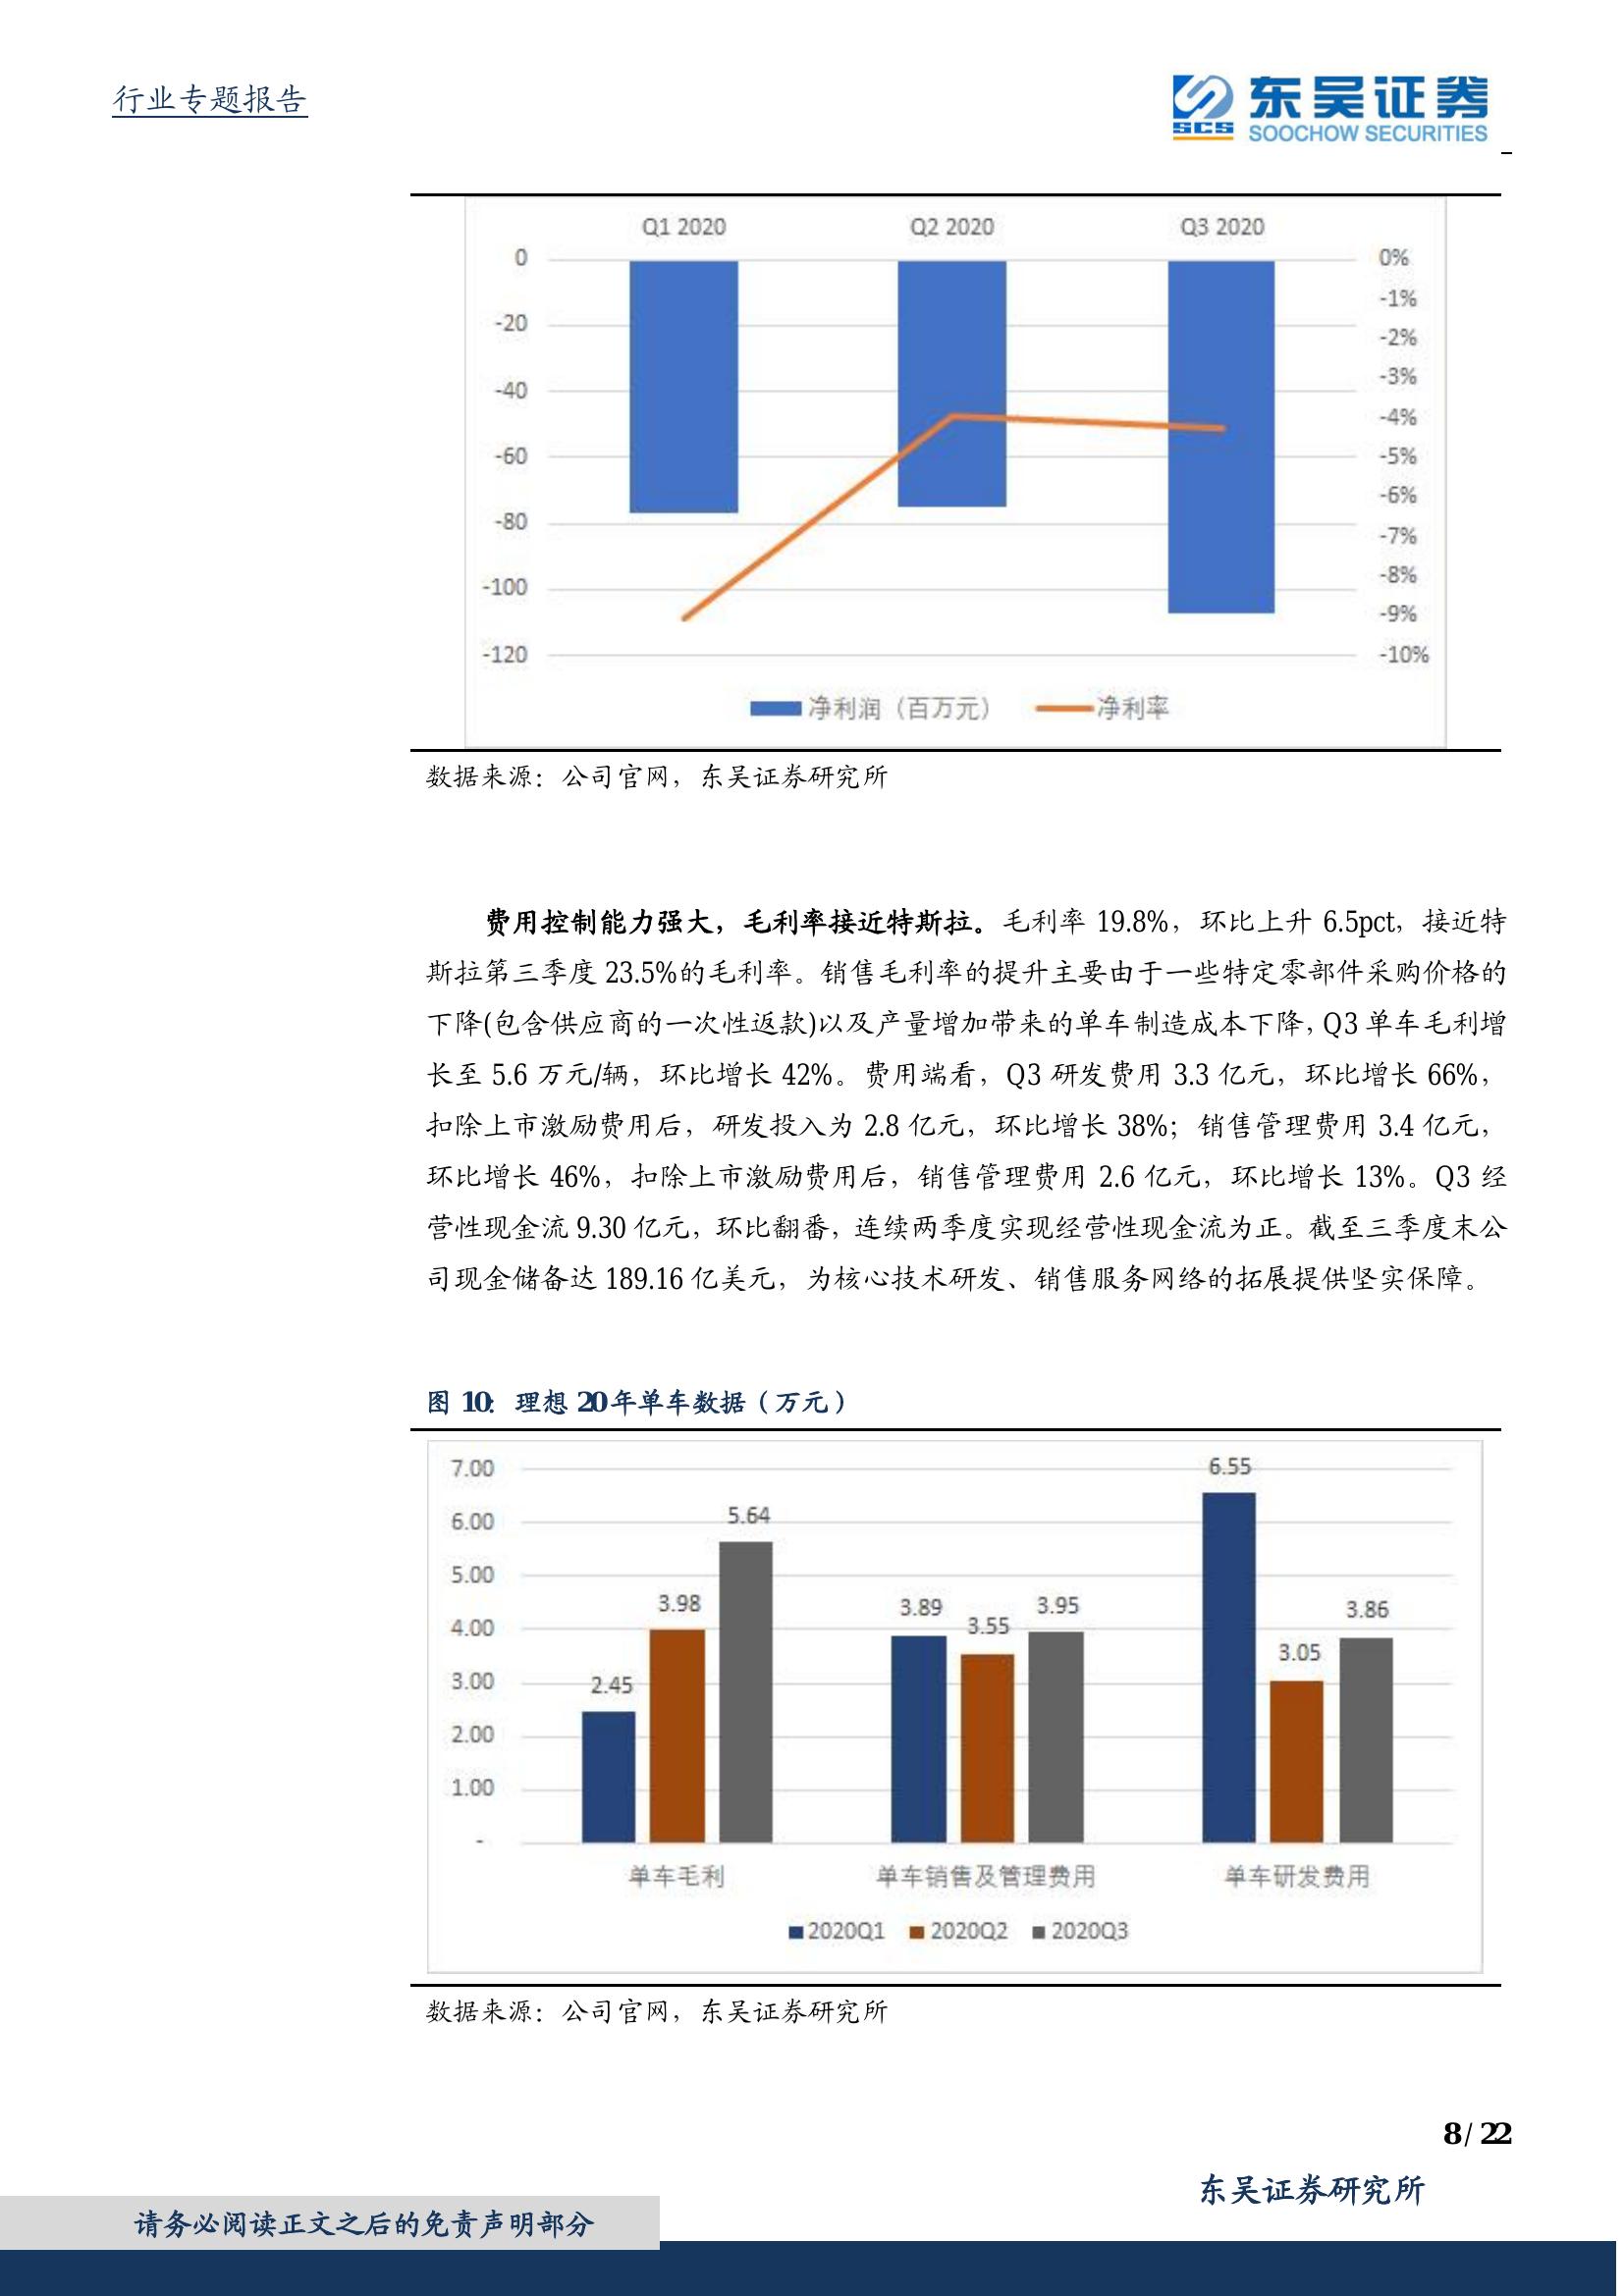 行业专题报告
SCS
东吴证券
SOOCHOW SECURITIES
Q1 2020 Q2 2020 Q3 2020
0 0%
-1%
-20
-2%
-3%
-40
-4%
-60 -5%
-6%
-80
-7%
-8%
-100
-9%
-120 -10%
净利润（百万元） 净利率
数据来源：公司官网，东吴证券研究所
费用控制能力强大，毛利率接近特斯拉。毛利率 19.8%，环比上升 6.5pct，接近特
斯拉第三季度 23.5%的毛利率。销售毛利率的提升主要由于一些特定零部件采购价格的
下降(包含供应商的一次性返款)以及产量增加带来的单车制造成本下降，Q3 单车毛利增
长至 5.6 万元/辆，环比增长 42%。费用端看，Q3 研发费用 3.3 亿元，环比增长 66%，
扣除上市激励费用后，研发投入为 2.8 亿元，环比增长 38%；销售管理费用 3.4 亿元，
环比增长 46%，扣除上市激励费用后，销售管理费用 2.6 亿元，环比增长 13%。Q3 经
营性现金流 9.30 亿元，环比翻番，连续两季度实现经营性现金流为正。截至三季度末公
司现金储备达 189.16 亿美元，为核心技术研发、销售服务网络的拓展提供坚实保障。
图 10：理想 20 年单车数据（万元）
7.00 6.55
6.00 5.64
5.00
3.98 3.89 3.55 3.95 3.86
4.00
3.05
3.00 2.45
2.00
1.00
-
单车毛利 单车销售及管理费用 单车研发费用
2020Q1 2020Q2 2020Q3
数据来源：公司官网，东吴证券研究所
8 / 22
东吴证券研究所
请务必阅读正文之后的免责声明部分